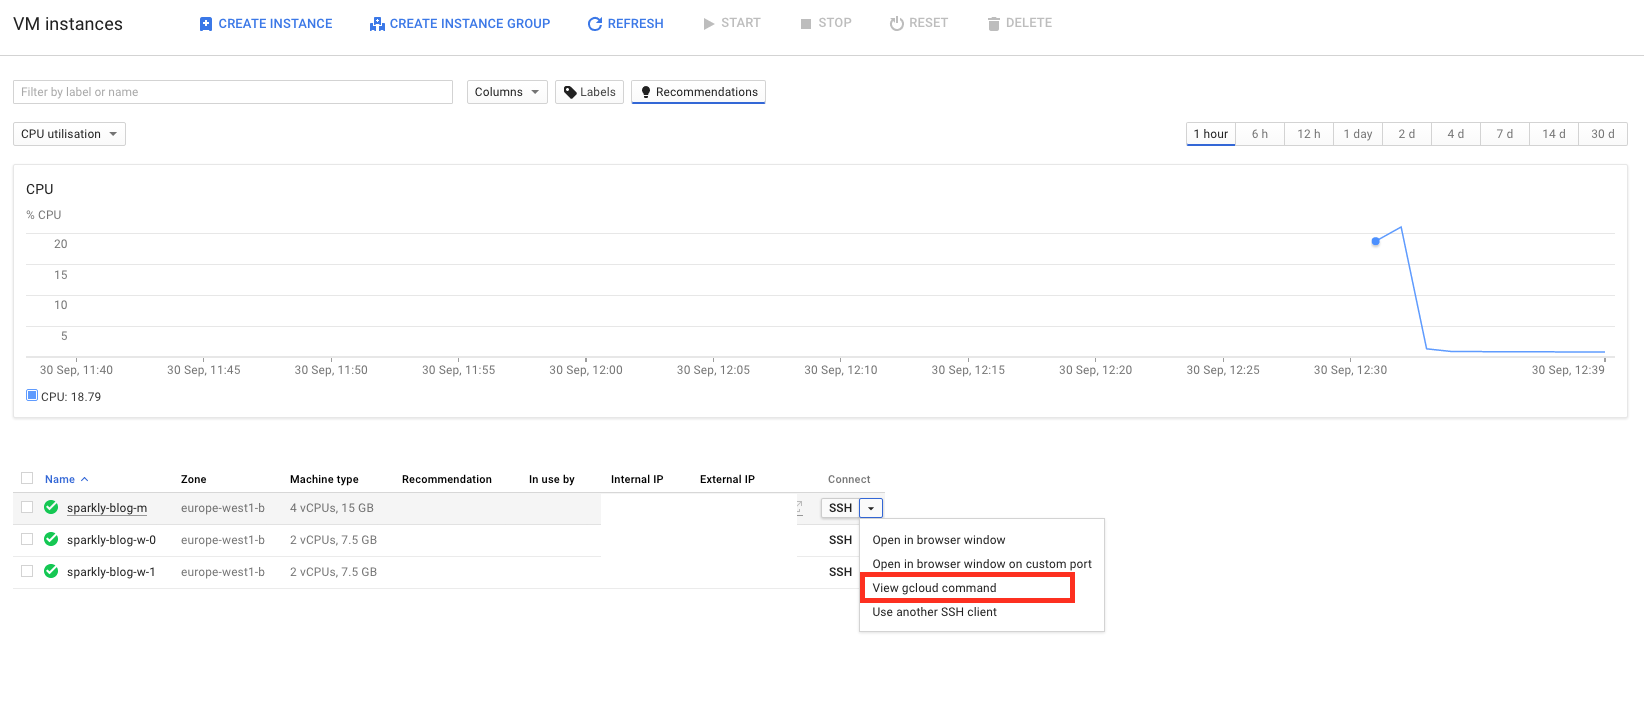 VM instances CREATE INSTANCE CREATE INSTANCE GROUP REFRESH START STOP RESET DELETE
Filter by label or name Columns Labels Recommendations
CPU utilisation 1 hour 6 h 12 h 1 day 2 d 4 d 7 d 14 d 30 d
CPU
% CPU
20
15
10
5
30 Sep, 11:40 30 Sep, 11:45 30 Sep, 11:50 30 Sep, 11:55 30 Sep, 12:00 30 Sep, 12:05 30 Sep, 12:10 30 Sep, 12:15 30 Sep, 12:20 30 Sep, 12:25 30 Sep, 12:30 30 Sep, 12:39
CPU: 18.79
Name Zone Machine type Recommendation In use by Internal IP External IP Connect
sparkly-blog-m europe-west1-b 4 vCPUs, 15 GB SSH
sparkly-blog-w-0 europe-west1-b 2 vCPUs, 7.5 GB SSH
sparkly-blog-w-1 europe-west1-b 2 vCPUs, 7.5 GB SSH
Open in browser window
Open in browser window on custom port
View gcloud command
Use another SSH client